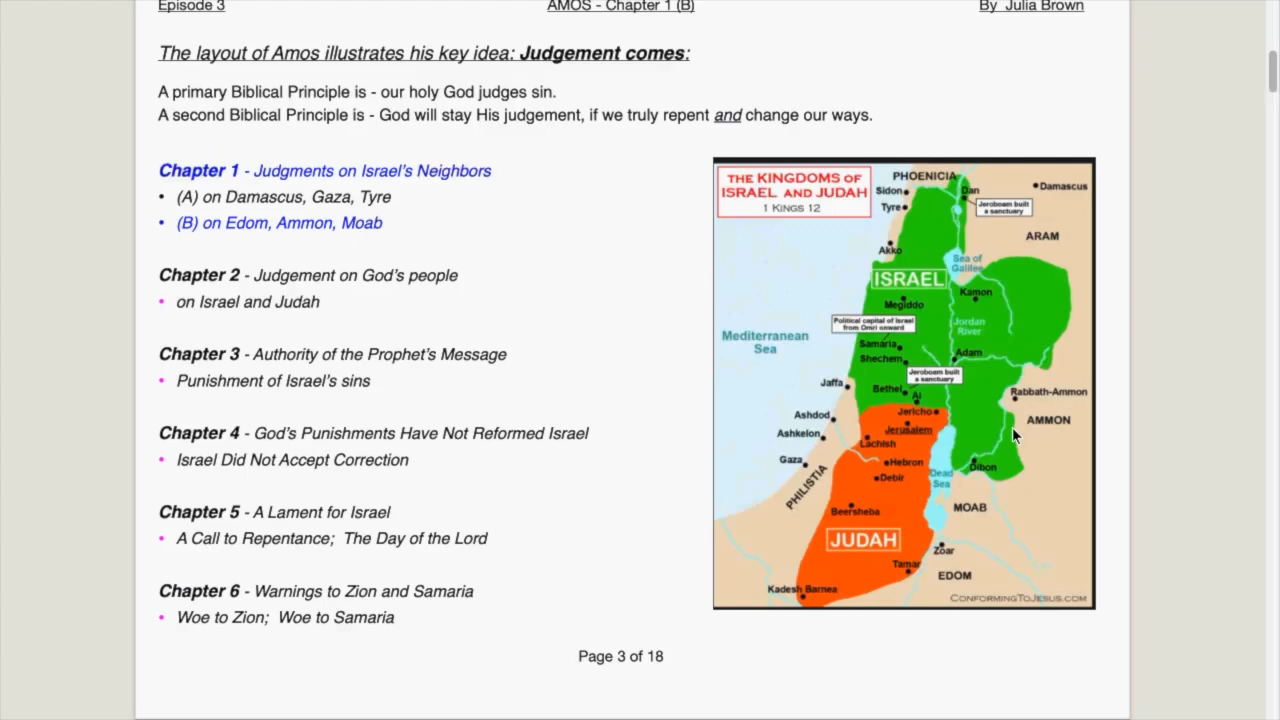 Episode 3
AMOS - Chapter 1 (B)
By Julia Brown
The layout of Amos illustrates his key idea: Judgement comes:
A primary Biblical Principle is - our holy God judges sin.
A second Biblical Principle is - God will stay His judgement, if we truly repent and change our ways.
Chapter 1 - Judgments on Israel's Neighbors
• (A) on Damascus, Gaza, Tyre
• (B) on Edom, Ammon, Moab
Chapter 2 - Judgement on God's people
• on Israel and Judah
Chapter 3 - Authority of the Prophet's Message
• Punishment of Israel's sins
Chapter 4 - God's Punishments Have Not Reformed Israel
• Israel Did Not Accept Correction
Chapter 5 - A Lament for Israel
• A Call to Repentance; The Day of the Lord
Chapter 6 - Warnings to Zion and Samaria
• Woe to Zion; Woe to Samaria
THE KINGDOMS OF
ISRAEL AND JUDAH
1 KINGS 12
PHOENICIA
Sidon
Dan
Damascus
Tyre
Jeroboam built
a sanctuary
ARAM
Akko
Sea of
Galilee
ISRAEL
Kamon
Megiddo
Political capital of Israel
from Omri onward
Jordan
River
Mediterranean
Sea
Samaria
Shechem
Adam
Jeroboam built
a sanctuary
Jaffa
Bethel
Ai
Rabbath-Ammon
Jericho
Ashdod
AMMON
Jerusalem
Ashkelon
Lachish
Gaza
Hebron
Dibon
PHILISTIA
Debir
Dead
Sea
Beersheba
MOAB
JUDAH
Zoar
Tamar
EDOM
Kadesh Barnea
CONFORMINGTOJESUS.COM
Page 3 of 18